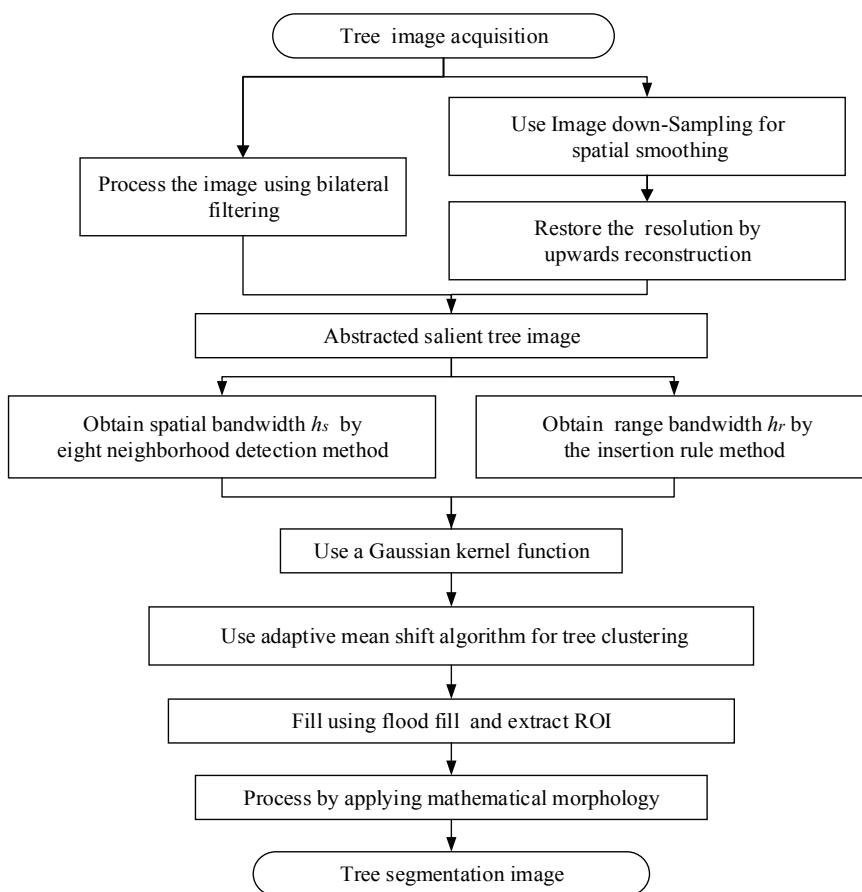 Tree image acquisition
Use Image down-Sampling for
spatial smoothing
Process the image using bilateral
filtering
Restore the resolution by
upwards reconstruction
Abstracted salient tree image
Obtain spatial bandwidth hs by
eight neighborhood detection method
Obtain range bandwidth hr by
the insertion rule method
Use a Gaussian kernel function
Use adaptive mean shift algorithm for tree clustering
Fill using flood fill and extract ROI
Process by applying mathematical morphology
Tree segmentation image